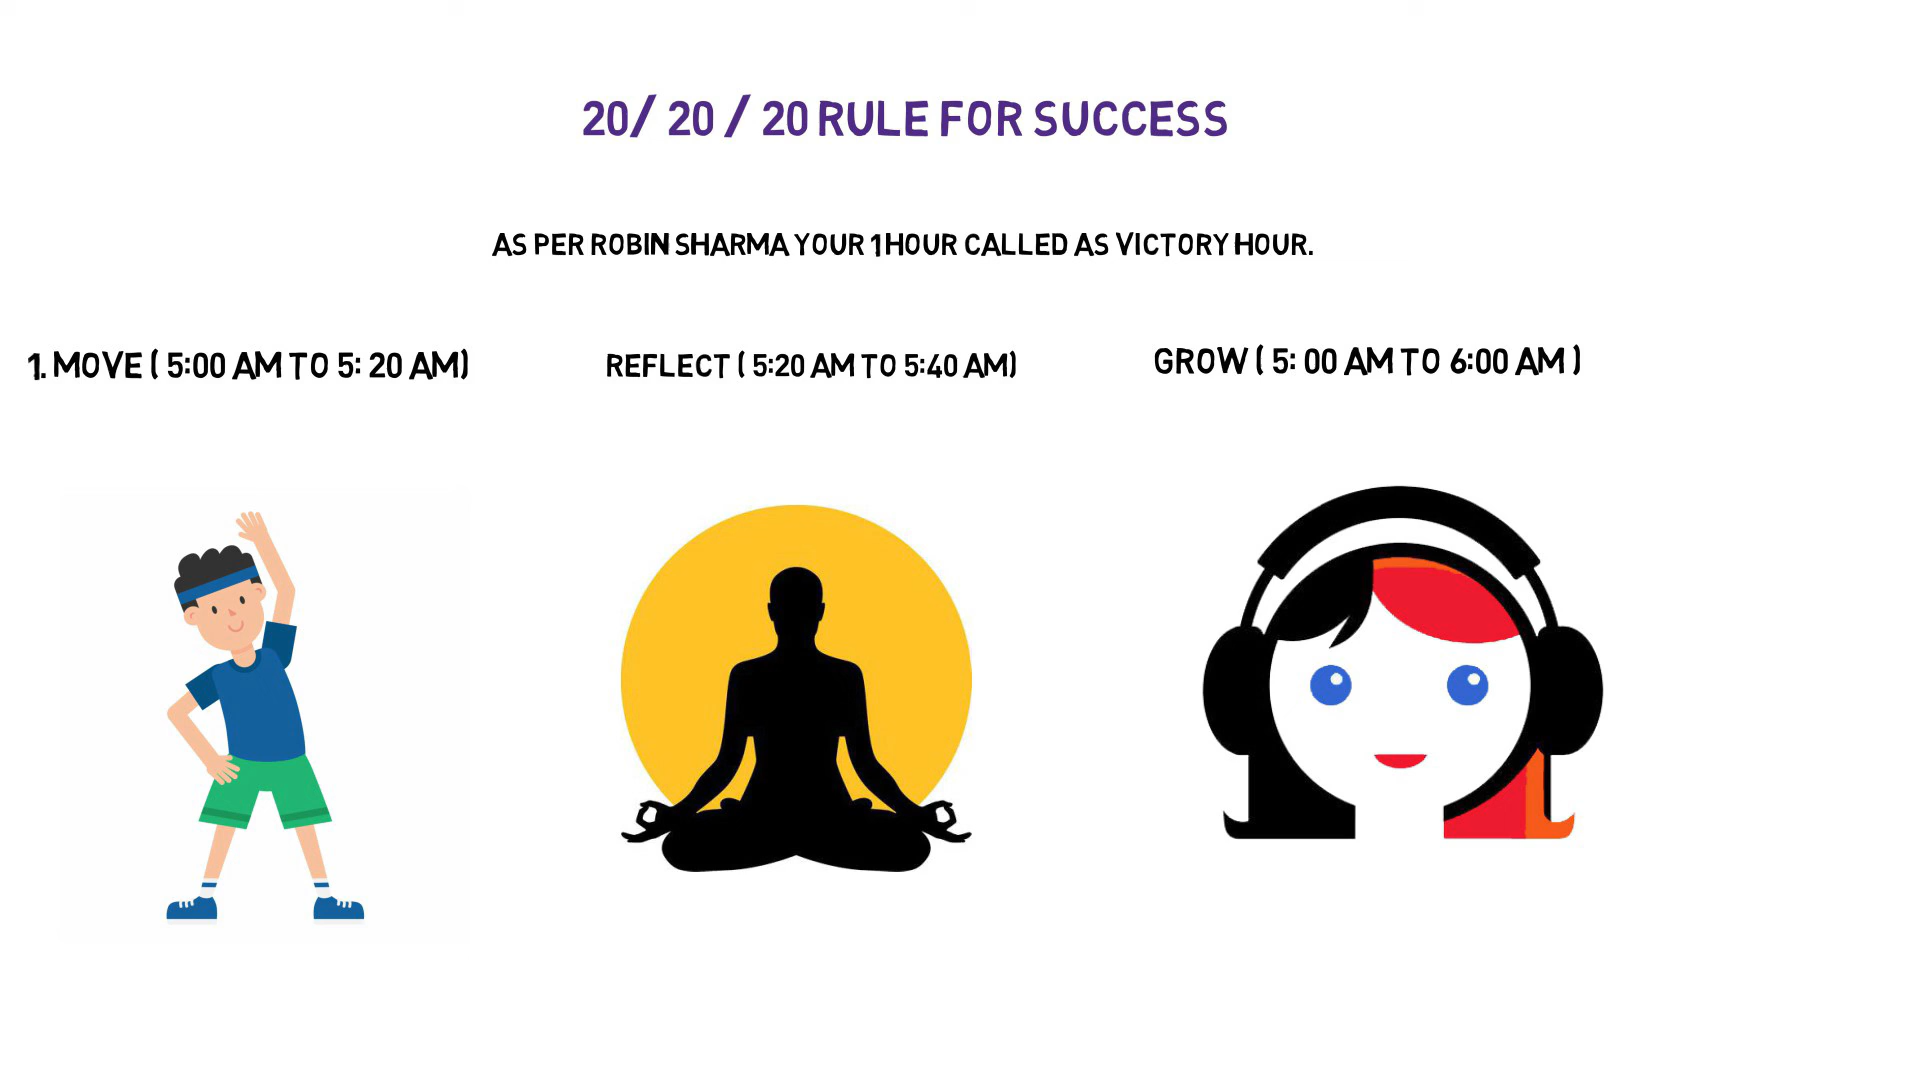 20/ 20 / 20 RULE FOR SUCCESS
AS PER ROBIN SHARMA YOUR 1 HOUR CALLED AS VICTORY HOUR.
1. MOVE ( 5:00 AM TO 5: 20 AM)
REFLECT ( 5:20 AM TO 5:40 AM)
GROW ( 5: 00 AM TO 6:00 AM )